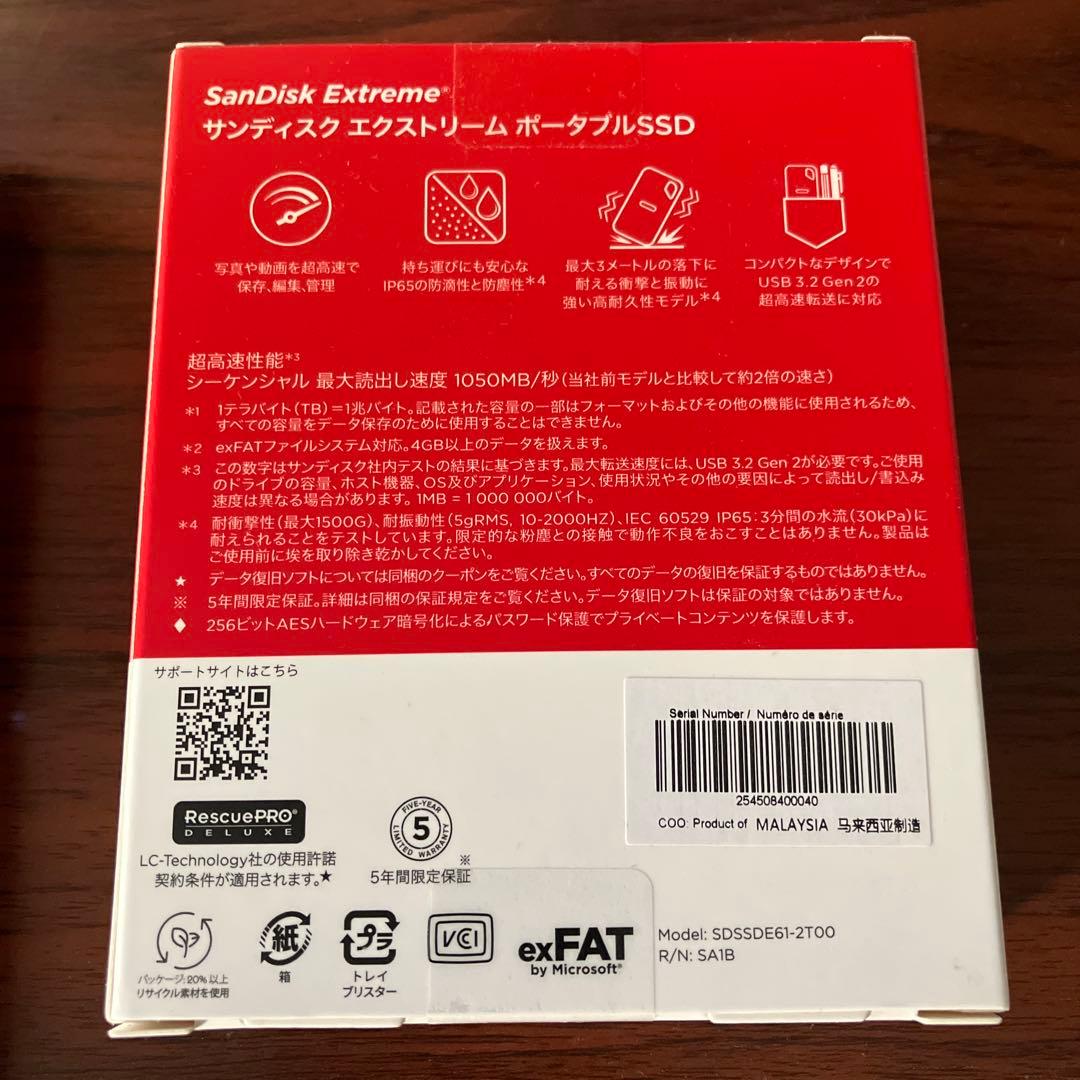 SanDisk Extreme®
サンディスク エクストリーム ポータブルSSD
写真や動画を超高速で
保存、編集、管理
持ち運びにも安心な
IP65の防滴性と防塵性*4
最大3メートルの落下に
耐える衝撃と振動に
強い高耐久性モデル*4
コンパクトなデザインで
USB 3.2 Gen 2の
超高速転送に対応
超高速性能*3
シーケンシャル 最大読出し速度 1050MB/秒(当社前モデルと比較して約2倍の速さ)
*1 1テラバイト(TB)=1兆バイト。記載された容量の一部はフォーマットおよびその他の機能に使用されるため、
すべての容量をデータ保存のために使用することはできません。
*2 exFATファイルシステム対応。4GB以上のデータを扱えます。
*3 この数字はサンディスク社内テストの結果に基づきます。最大転送速度には、USB 3.2 Gen 2が必要です。ご使用
のドライブの容量、ホスト機器、OS及びアプリケーション、使用状況やその他の要因によって読出し/書込み
速度は異なる場合があります。1MB=1 000 000バイト。
*4 耐衝撃性(最大1500G)、耐振動性(5gRMS, 10-2000HZ)、IEC 60529 IP65:3分間の水流(30kPa)に
耐えられることをテストしています。限定的な粉塵との接触で動作不良をおこすことはありません。製品は
ご使用前に埃を取り除き乾かしてください。
★ データ復旧ソフトについては同梱のクーポンをご覧ください。すべてのデータの復旧を保証するものではありません。
※ 5年間限定保証。詳細は同梱の保証規定をご覧ください。データ復旧ソフトは保証の対象ではありません。
♦ 256ビットAESハードウェア暗号化によるパスワード保護でプライベートコンテンツを保護します。
サポートサイトはこちら
Serial Number / Numéro de série
254508400040
COO: Product of MALAYSIA 马来西亚制造
RescuePRO®
DELUXE
LC-Technology社の使用許諾
契約条件が適用されます。★
FIVE-YEAR
5
LIMITED WARRANTY
※
5年間限定保証
パッケージ:20%以上
リサイクル素材を使用
紙
箱
プラ
トレイ
ブリスター
VCI
exFAT
by Microsoft®
Model: SDSSDE61-2T00
R/N: SA1B